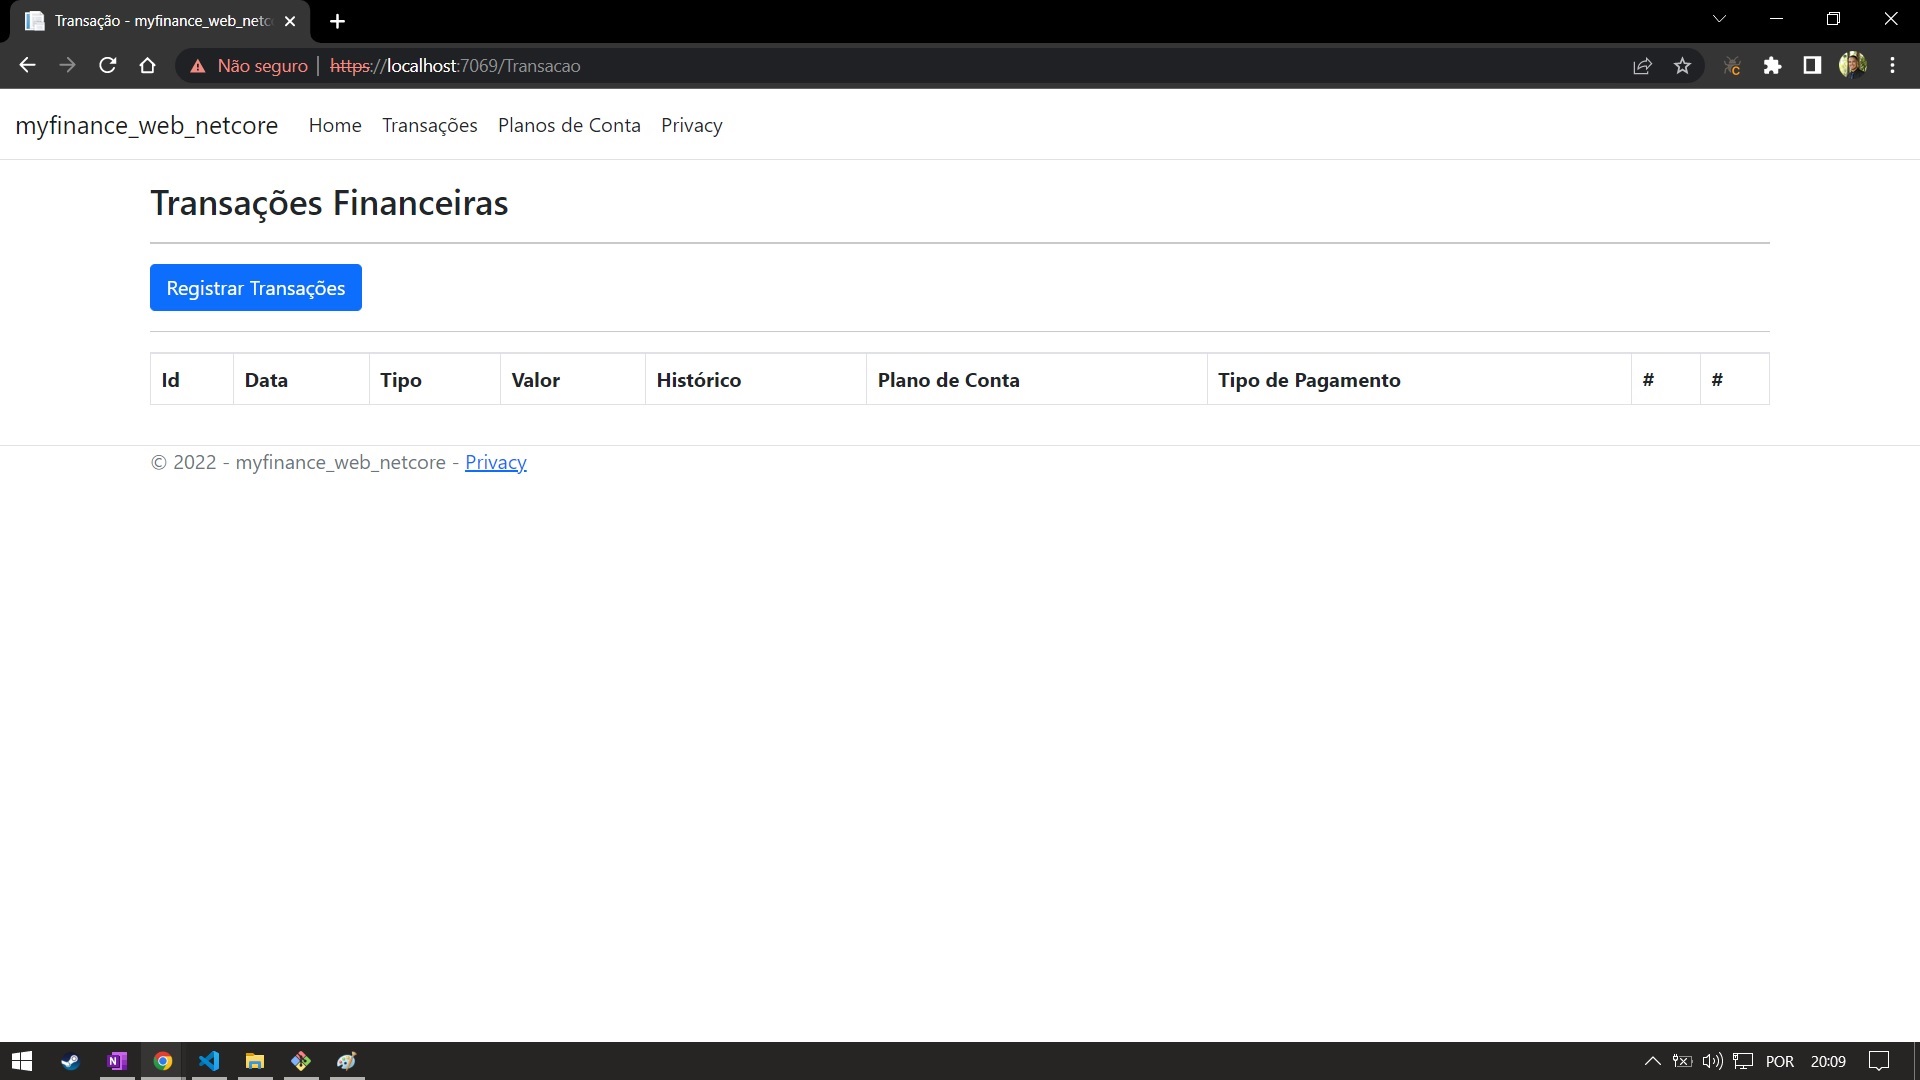 Transação - myfinance_web_netc
Não seguro | https://localhost:7069/Transacao
myfinance_web_netcore Home Transações Planos de Conta Privacy
Transações Financeiras
Registrar Transações
Id Data Tipo Valor Histórico Plano de Conta Tipo de Pagamento # #
© 2022 - myfinance_web_netcore - Privacy
POR 20:09